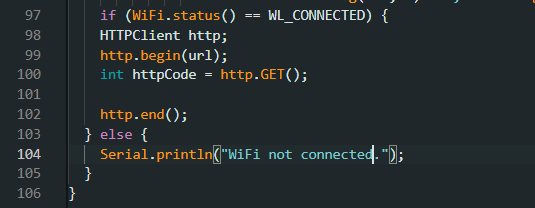 97 if (WiFi.status() == WL_CONNECTED) {
98 HTTPClient http;
99 http.begin(url);
100 int httpCode = http.GET();
101
102 http.end();
103 } else {
104 Serial.println("WiFi not connected.");
105 }
106 }